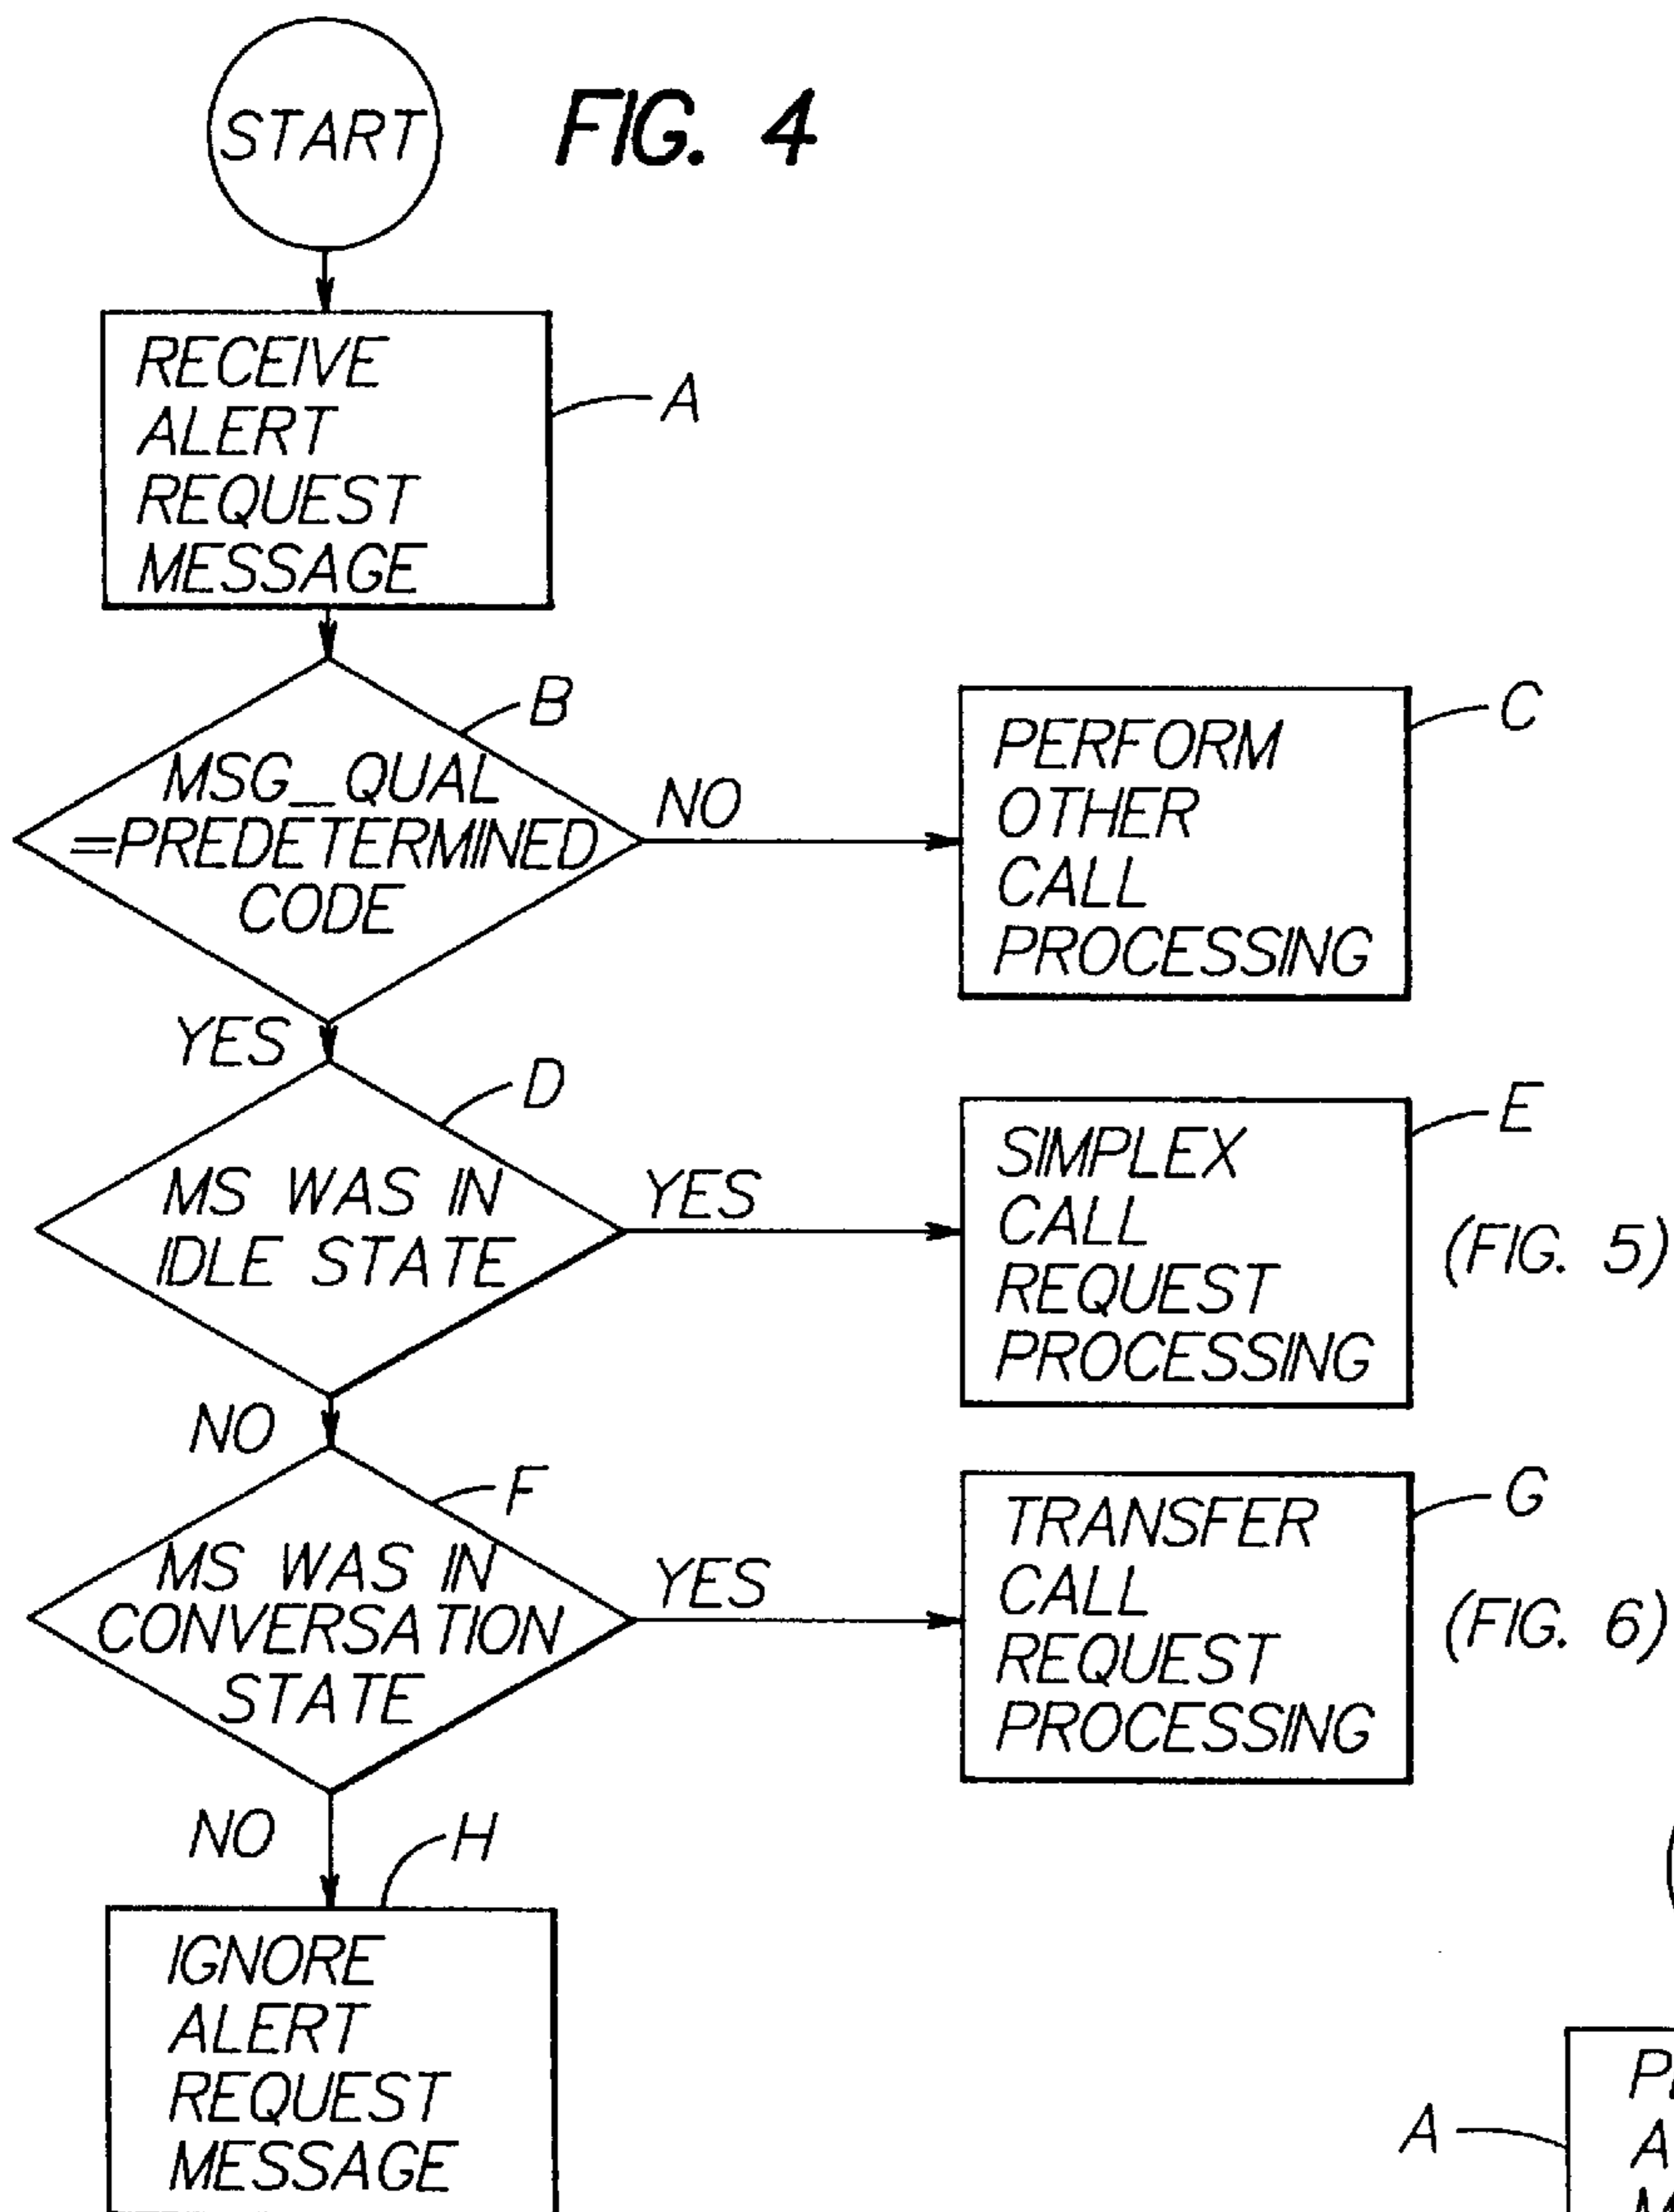 START
FIG. 4
RECEIVE
ALERT
REQUEST
MESSAGE
A
B
MSG_QUAL
=PREDETERMINED
CODE
NO
C
PERFORM
OTHER
CALL
PROCESSING
YES
D
MS WAS IN
IDLE STATE
YES
E
SIMPLEX
CALL
REQUEST
PROCESSING
(FIG. 5)
NO
F
MS WAS IN
CONVERSATION
STATE
YES
G
TRANSFER
CALL
REQUEST
PROCESSING
(FIG. 6)
NO
H
IGNORE
ALERT
REQUEST
MESSAGE
A